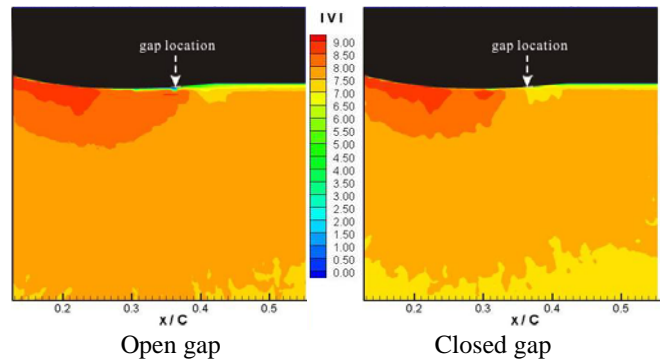 I V I
gap location
gap location
9.00
8.50
8.00
7.50
7.00
6.50
6.00
5.50
5.00
4.50
4.00
3.50
3.00
2.50
2.00
1.50
1.00
0.50
0.00
0.2 0.3 0.4 0.5
x / C
0.2 0.3 0.4 0.5
x / C
Open gap
Closed gap